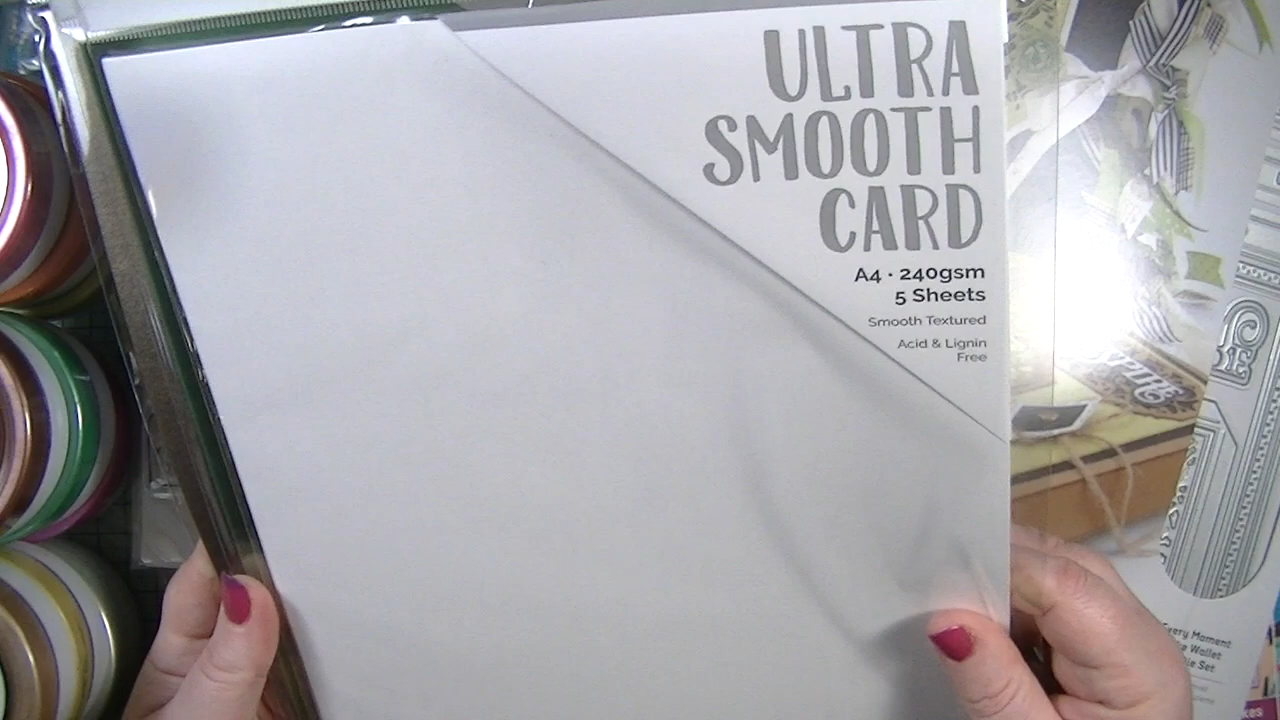 ULTRA
SMOOTH
CARD
A4 · 240gsm
5 Sheets
Smooth Textured
Acid & Lignin
Free
Every Moment
Wallet
Set